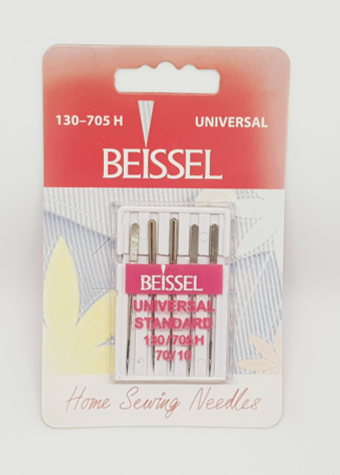 130-705 H UNIVERSAL
BEISSEL
BEISSEL
UNIVERSAL
STANDARD
130/705H
70/10
Home Sewing Needles